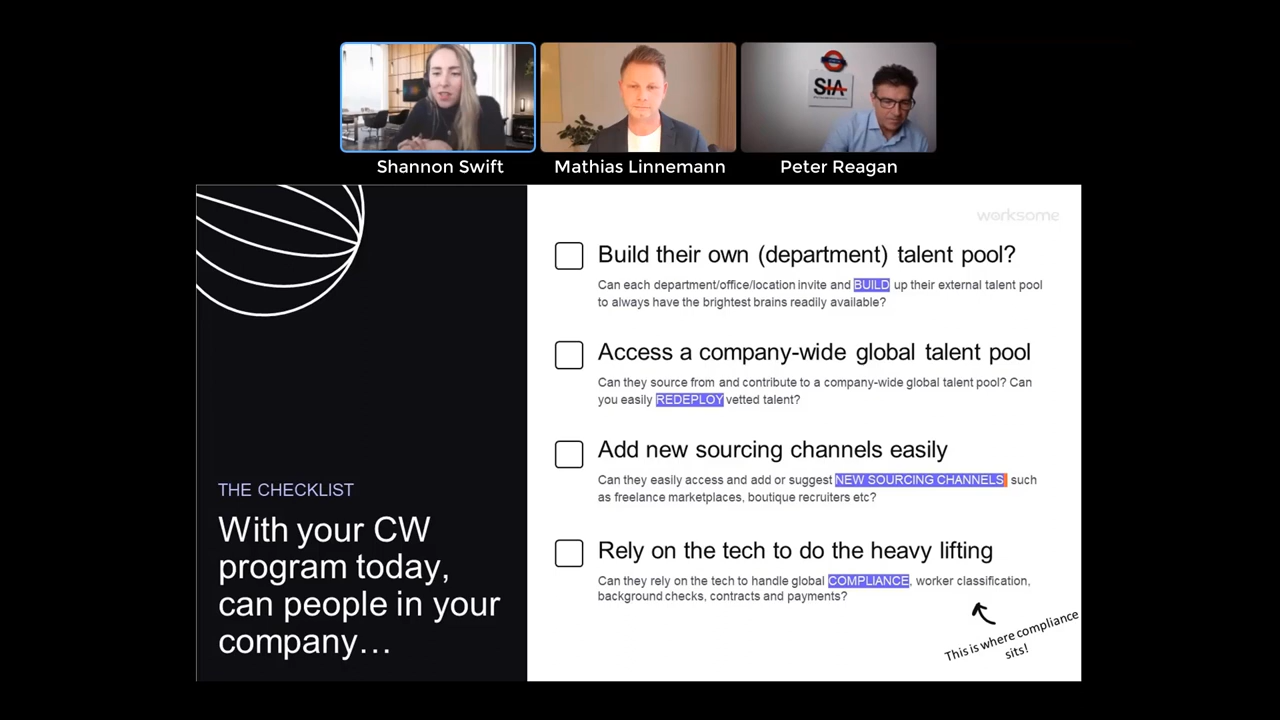 SIA
Shannon Swift
Mathias Linnemann
Peter Reagan
worksome
THE CHECKLIST
With your CW
program today,
can people in your
company…
Build their own (department) talent pool?
Can each department/office/location invite and BUILD up their external talent pool
to always have the brightest brains readily available?
Access a company-wide global talent pool
Can they source from and contribute to a company-wide global talent pool? Can
you easily REDEPLOY vetted talent?
Add new sourcing channels easily
Can they easily access and add or suggest NEW SOURCING CHANNELS such
as freelance marketplaces, boutique recruiters etc?
Rely on the tech to do the heavy lifting
Can they rely on the tech to handle global COMPLIANCE, worker classification,
background checks, contracts and payments?
This is where compliance
sits!